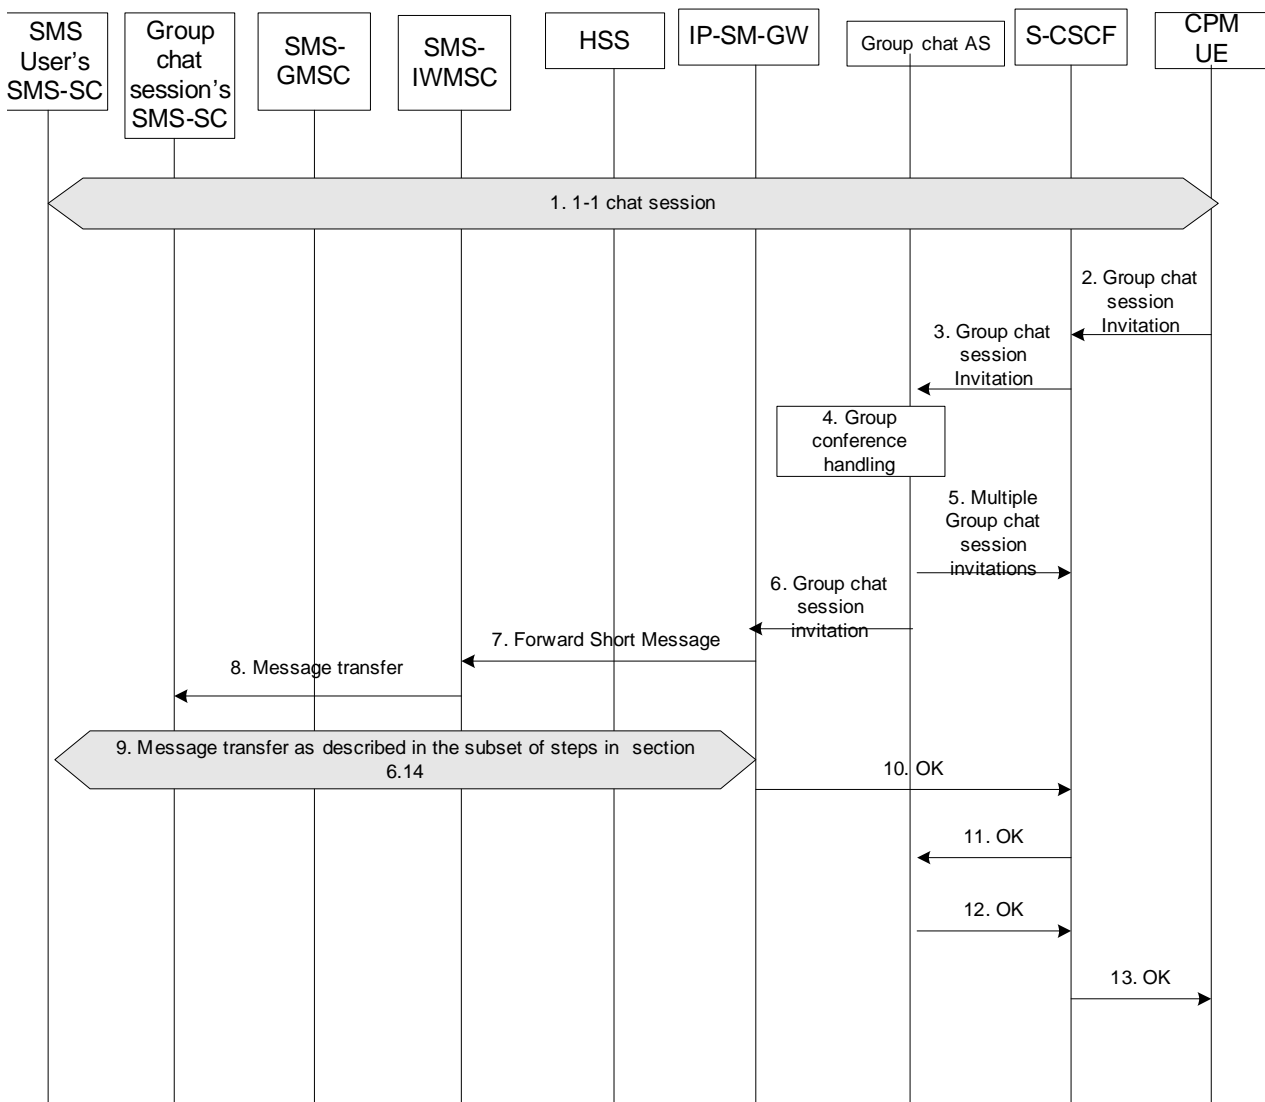 SMS
User's
SMS-SC
Group
chat
session's
SMS-SC
SMS-
GMSC
SMS-
IWMSC
HSS
IP-SM-GW
Group chat AS
S-CSCF
CPM
UE
1. 1-1 chat session
2. Group chat
session
Invitation
3. Group chat
session
Invitation
4. Group
conference
handling
5. Multiple
Group chat
session
invitations
6. Group chat
session
invitation
7. Forward Short Message
8. Message transfer
9. Message transfer as described in the subset of steps in section
6.14
10. OK
11. OK
12. OK
13. OK